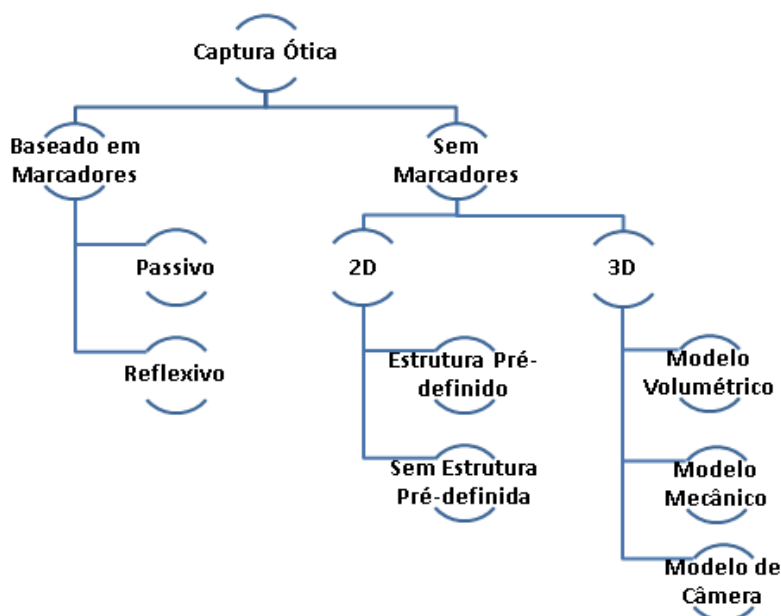 Captura Ótica
Baseado em
Marcadores
Sem
Marcadores
Passivo
Reflexivo
2D
3D
Estrutura Pré-
definido
Sem Estrutura
Pré-definida
Modelo
Volumétrico
Modelo
Mecânico
Modelo de
Câmera